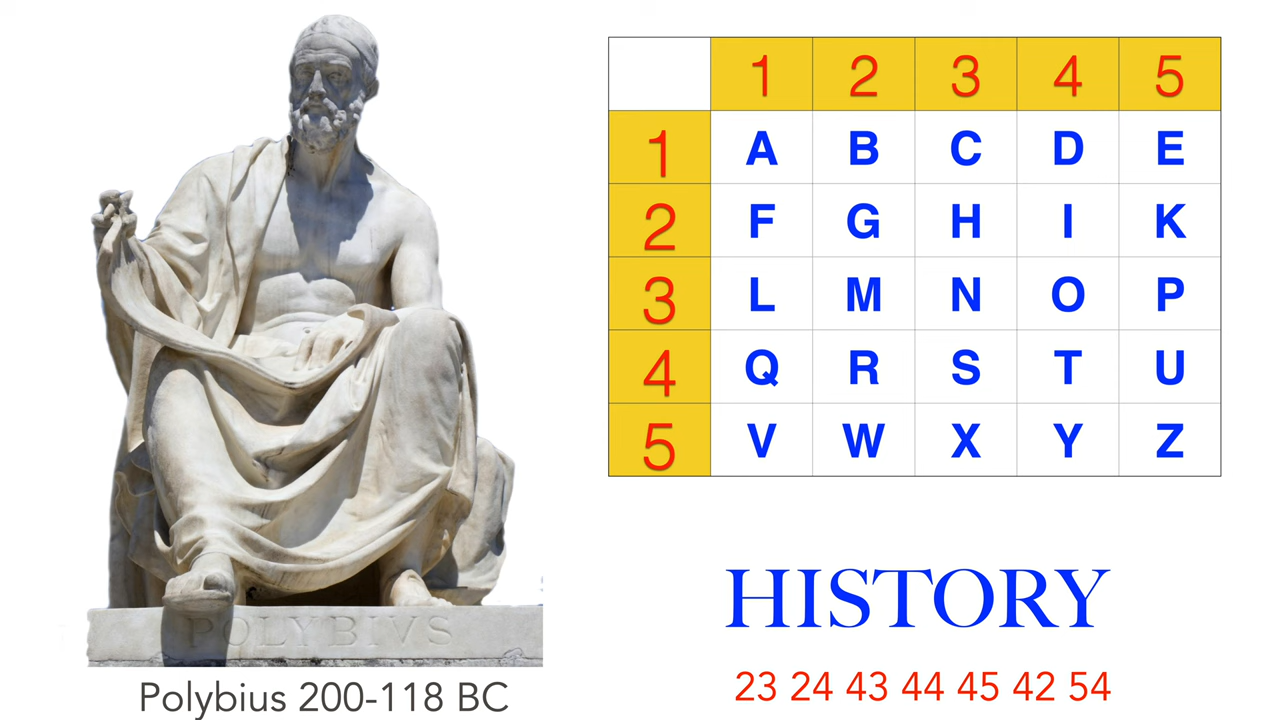 POLYBIVS
Polybius 200-118 BC
1 2 3 4 5
1 A B C D E
2 F G H I K
3 L M N O P
4 Q R S T U
5 V W X Y Z
HISTORY
23 24 43 44 45 42 54